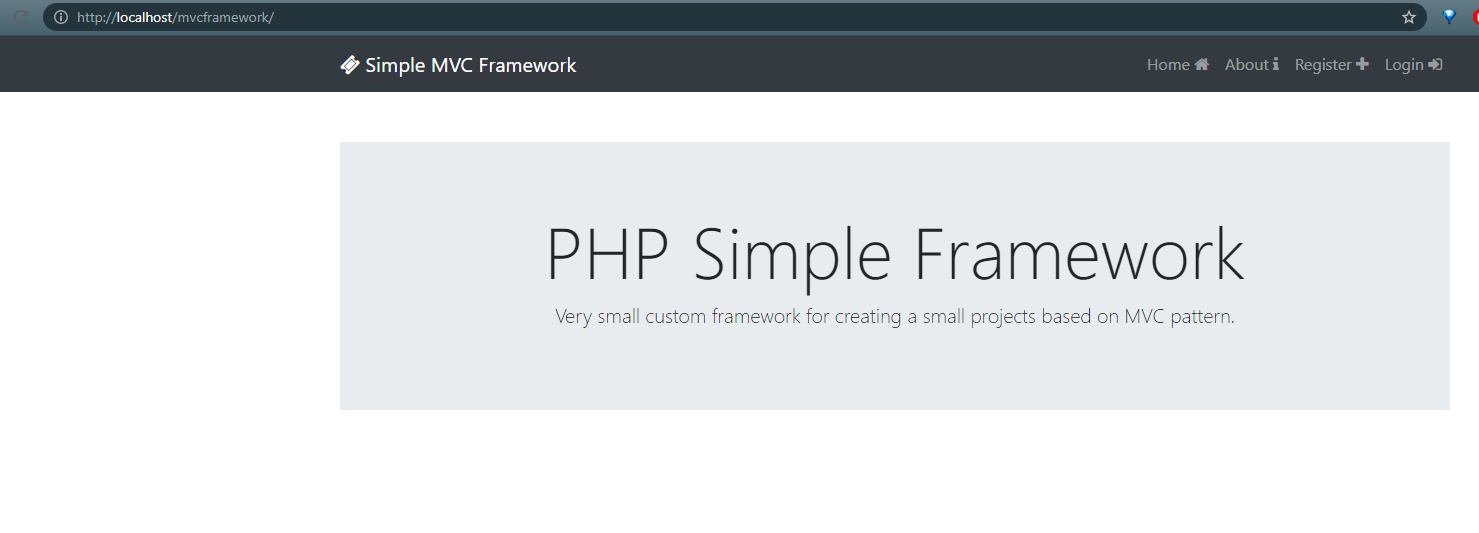 http://localhost/mvcframework/
Simple MVC Framework Home About Register Login
PHP Simple Framework
Very small custom framework for creating a small projects based on MVC pattern.